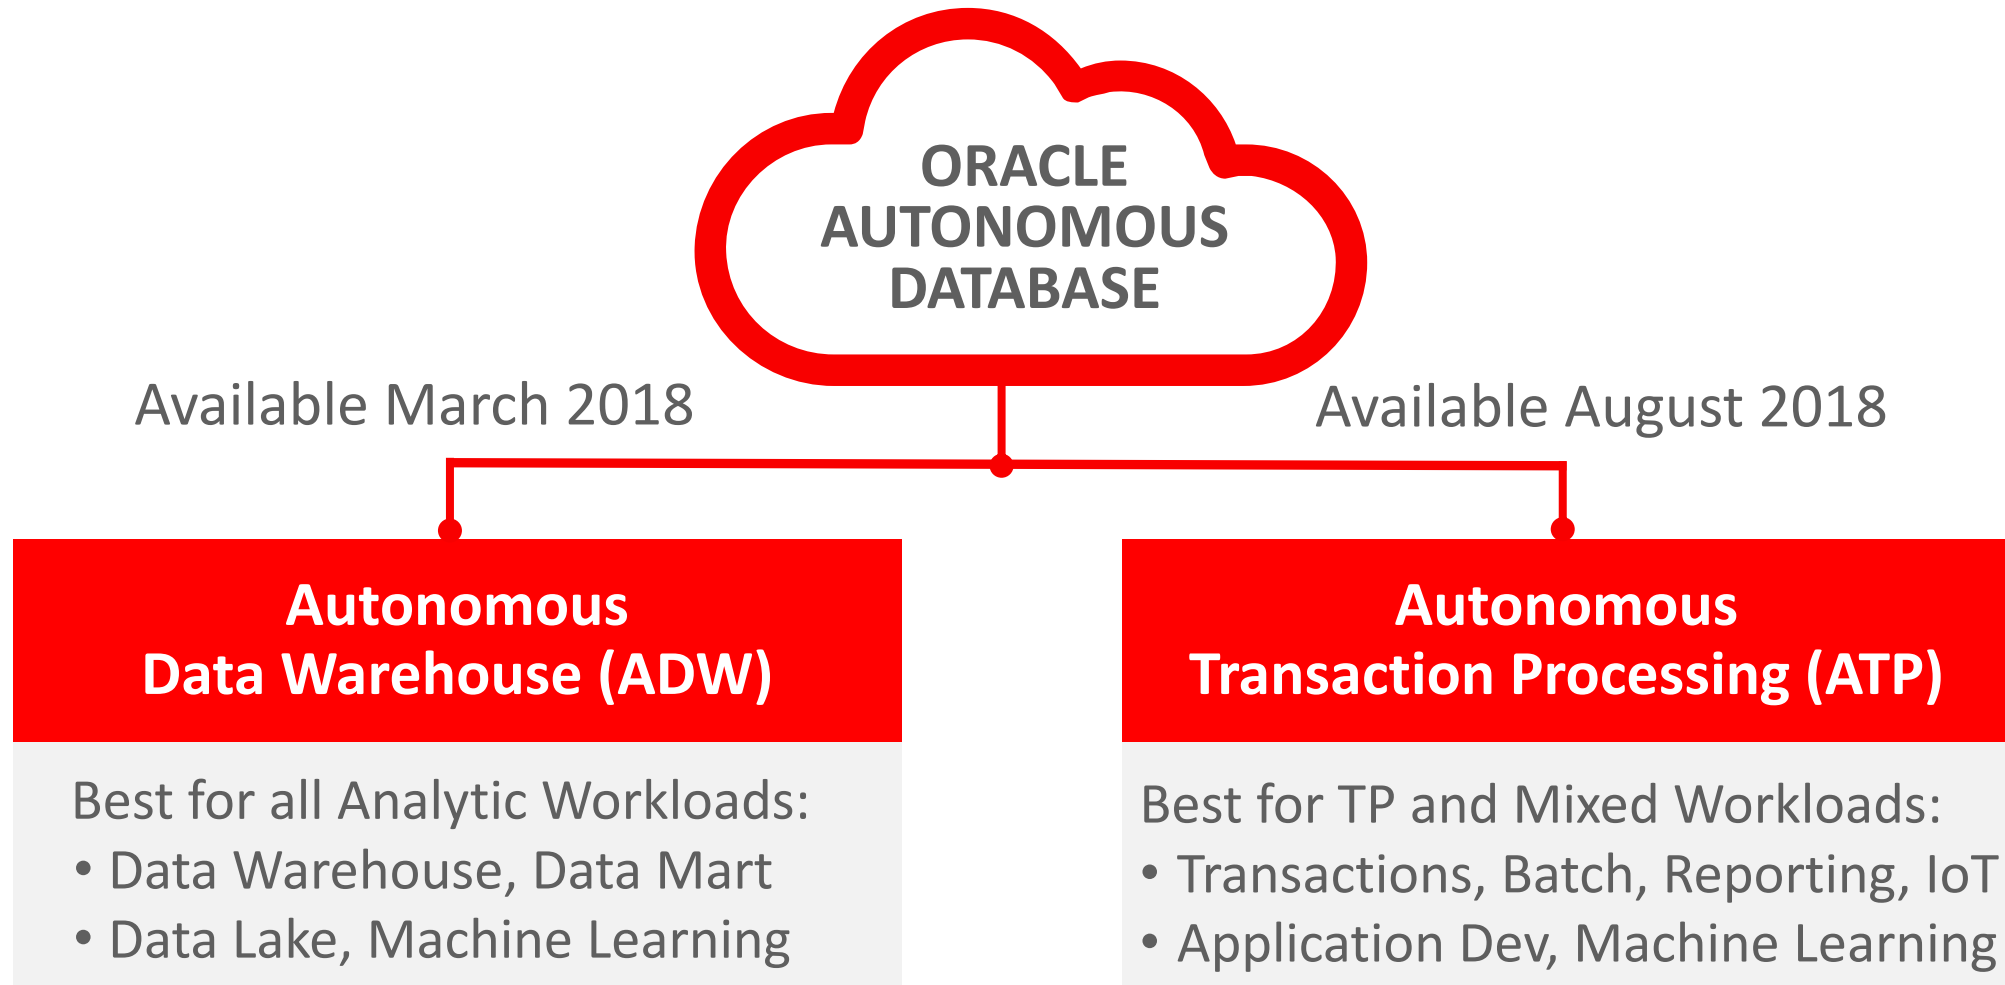 ORACLE
AUTONOMOUS
DATABASE
Available March 2018
Available August 2018
Autonomous
Data Warehouse (ADW)
Best for all Analytic Workloads:
• Data Warehouse, Data Mart
• Data Lake, Machine Learning
Autonomous
Transaction Processing (ATP)
Best for TP and Mixed Workloads:
• Transactions, Batch, Reporting, IoT
• Application Dev, Machine Learning